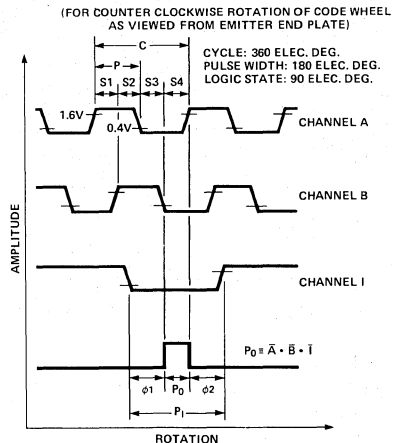 (FOR COUNTER CLOCKWISE ROTATION OF CODE WHEEL
AS VIEWED FROM EMITTER END PLATE)
C
CYCLE: 360 ELEC. DEG.
PULSE WIDTH: 180 ELEC. DEG.
LOGIC STATE: 90 ELEC. DEG.
P
S1 S2 S3 S4
1.6V
0.4V
CHANNEL A
CHANNEL B
AMPLITUDE
CHANNEL I
P₀ ≡ A̅ • B̅ • I̅
ϕ1 P₀ ϕ2
P_I
ROTATION